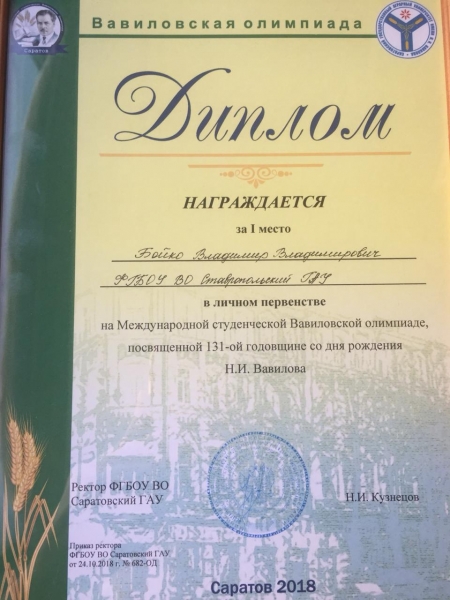 Вавиловская олимпиада
Саратов
Диплом
НАГРАЖДАЕТСЯ
за I место
Бойко Владимир Владимирович
ФГБОУ ВО Ставропольский ГАУ
в личном первенстве
на Международной студенческой Вавиловской олимпиаде,
посвященной 131-ой годовщине со дня рождения
Н.И. Вавилова
Ректор ФГБОУ ВО
Саратовский ГАУ
Н.И. Кузнецов
Приказ ректора
ФГБОУ ВО Саратовский ГАУ
от 24.10.2018 г. № 682-ОД
Саратов 2018